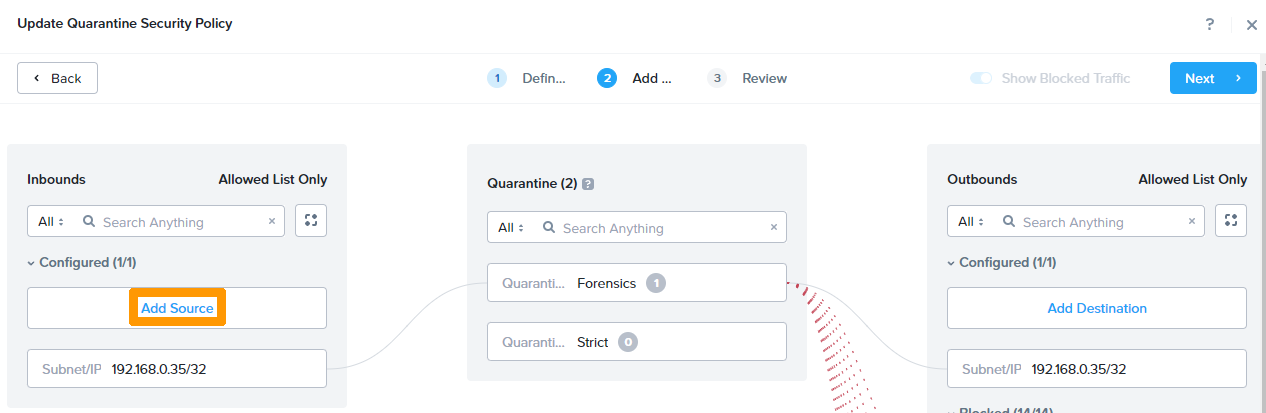 Update Quarantine Security Policy
?
Back
1 Defin...
2 Add ...
3 Review
Show Blocked Traffic
Next
Inbounds Allowed List Only
All Search Anything ×
Configured (1/1)
Add Source
Subnet/IP 192.168.0.35/32
Quarantine (2) ?
All Search Anything ×
Quaranti... Forensics 1
Quaranti... Strict 0
Outbounds Allowed List Only
All Search Anything ×
Configured (1/1)
Add Destination
Subnet/IP 192.168.0.35/32
Blocked (14/14)